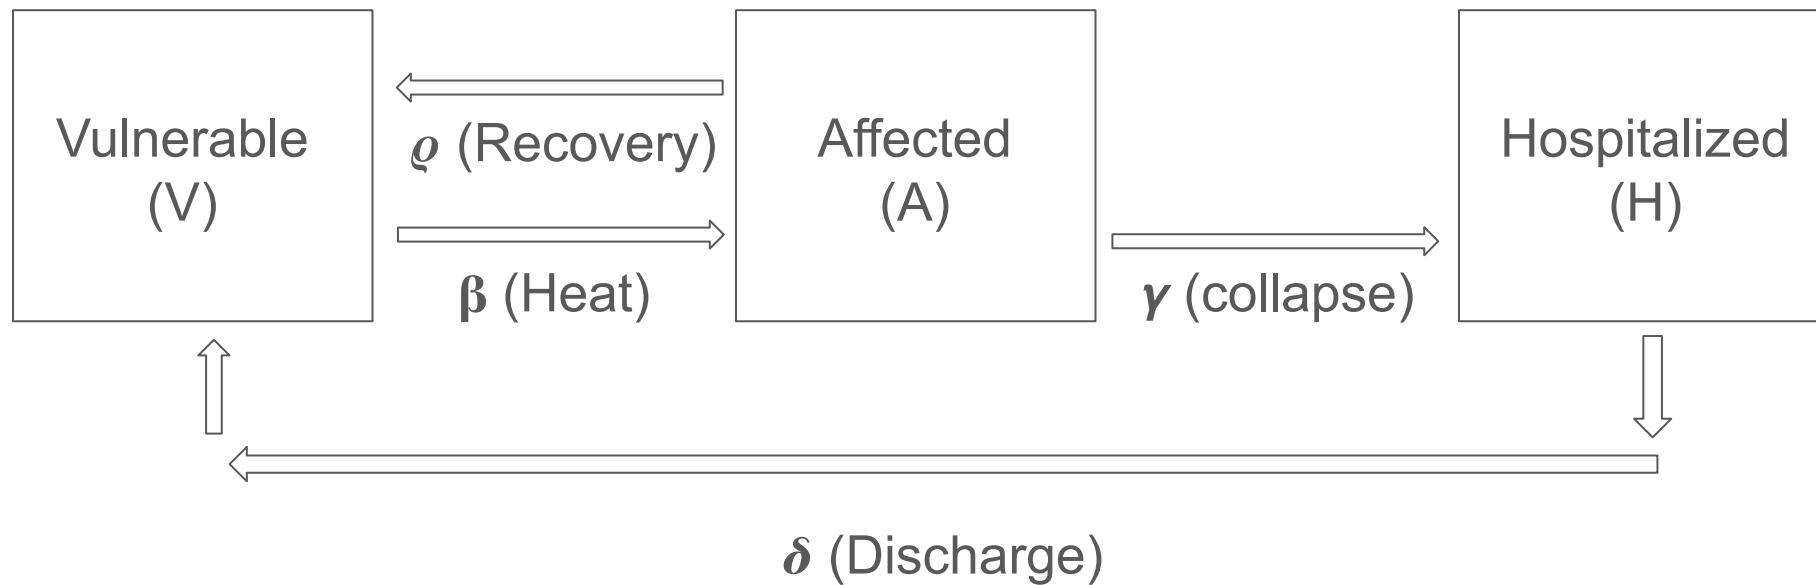 Vulnerable
(V)
ϱ (Recovery)
β (Heat)
Affected
(A)
γ (collapse)
Hospitalized
(H)
δ (Discharge)